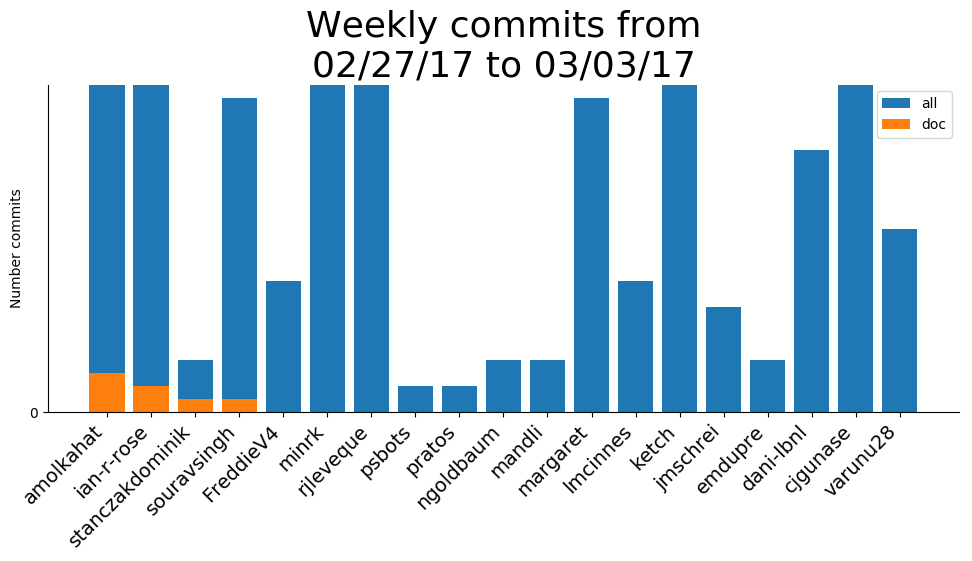 Weekly commits from
02/27/17 to 03/03/17
all
doc
Number commits
0
amolkahat
ian-r-rose
stanczakdominik
souravsingh
FreddieV4
minrk
rjleveque
psbots
pratos
ngoldbaum
mandli
margaret
lmcinnes
ketch
jmschrei
emdupre
dani-lbnl
cjgunase
varunu28